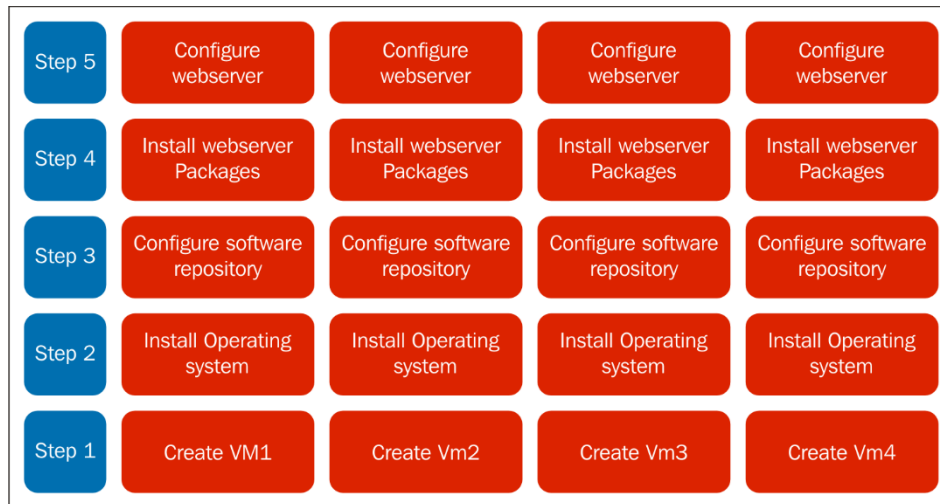 Step 5
Configure
webserver
Configure
webserver
Configure
webserver
Configure
webserver
Step 4
Install webserver
Packages
Install webserver
Packages
Install webserver
Packages
Install webserver
Packages
Step 3
Configure software
repository
Configure software
repository
Configure software
repository
Configure software
repository
Step 2
Install Operating
system
Install Operating
system
Install Operating
system
Install Operating
system
Step 1
Create VM1
Create Vm2
Create Vm3
Create Vm4